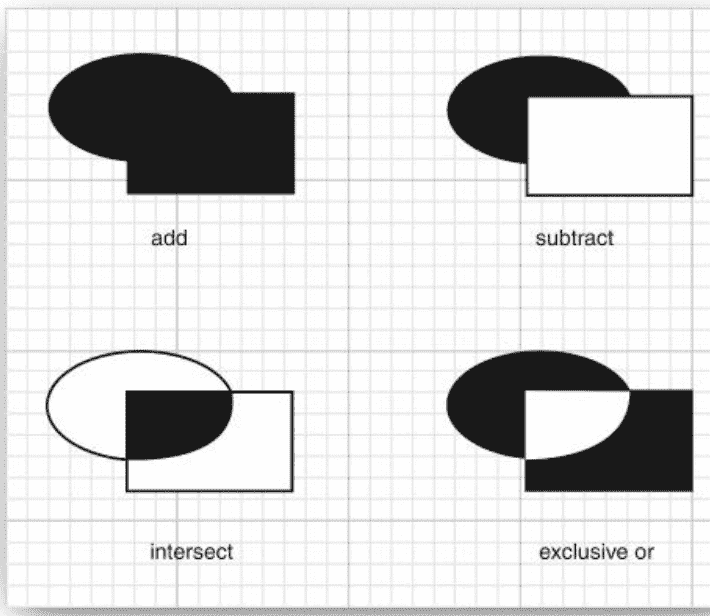 add
subtract
intersect
exclusive or